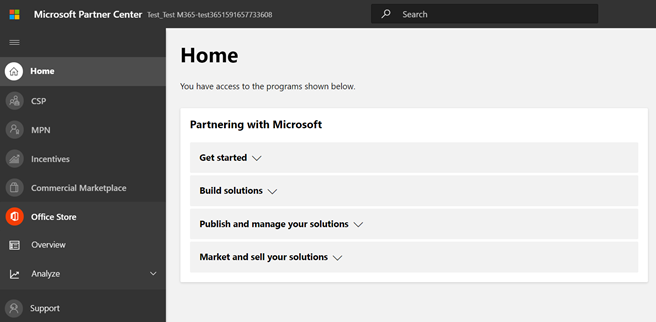 Microsoft Partner Center Test_Test M365-test3651591657733608 Search
Home
CSP
MPN
Incentives
Commercial Marketplace
Office Store
Overview
Analyze
Support
Home
You have access to the programs shown below.
Partnering with Microsoft
Get started
Build solutions
Publish and manage your solutions
Market and sell your solutions